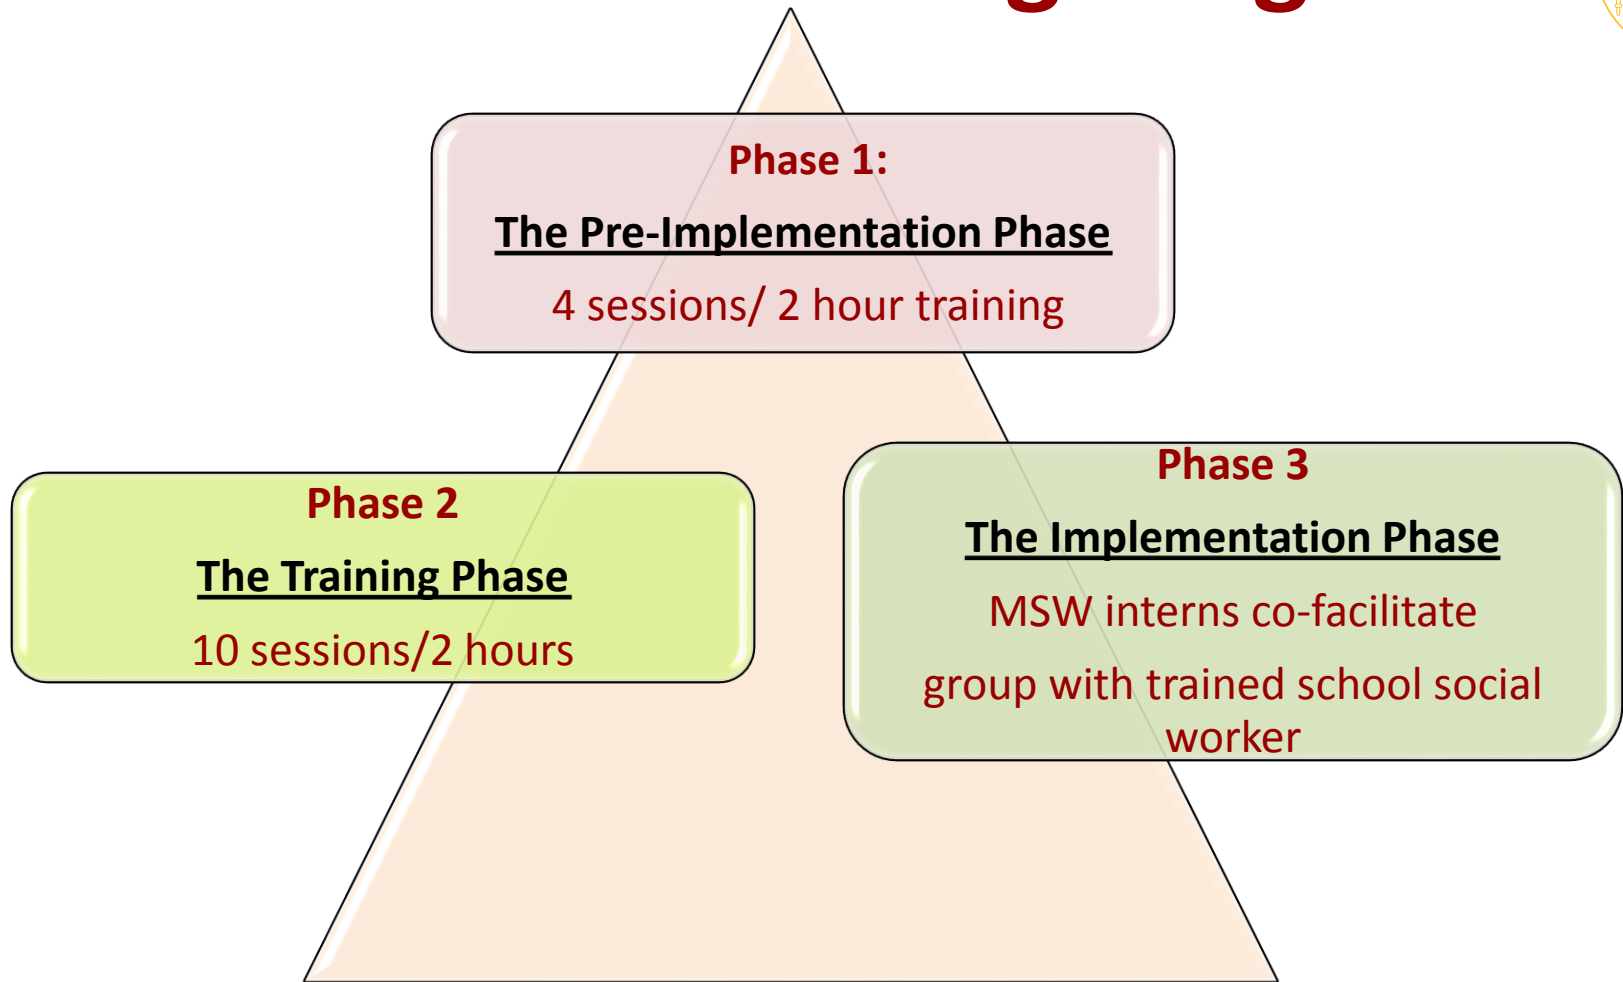 Phase 1:
The Pre-Implementation Phase
4 sessions/ 2 hour training
Phase 2
The Training Phase
10 sessions/2 hours
Phase 3
The Implementation Phase
MSW interns co-facilitate
group with trained school social
worker